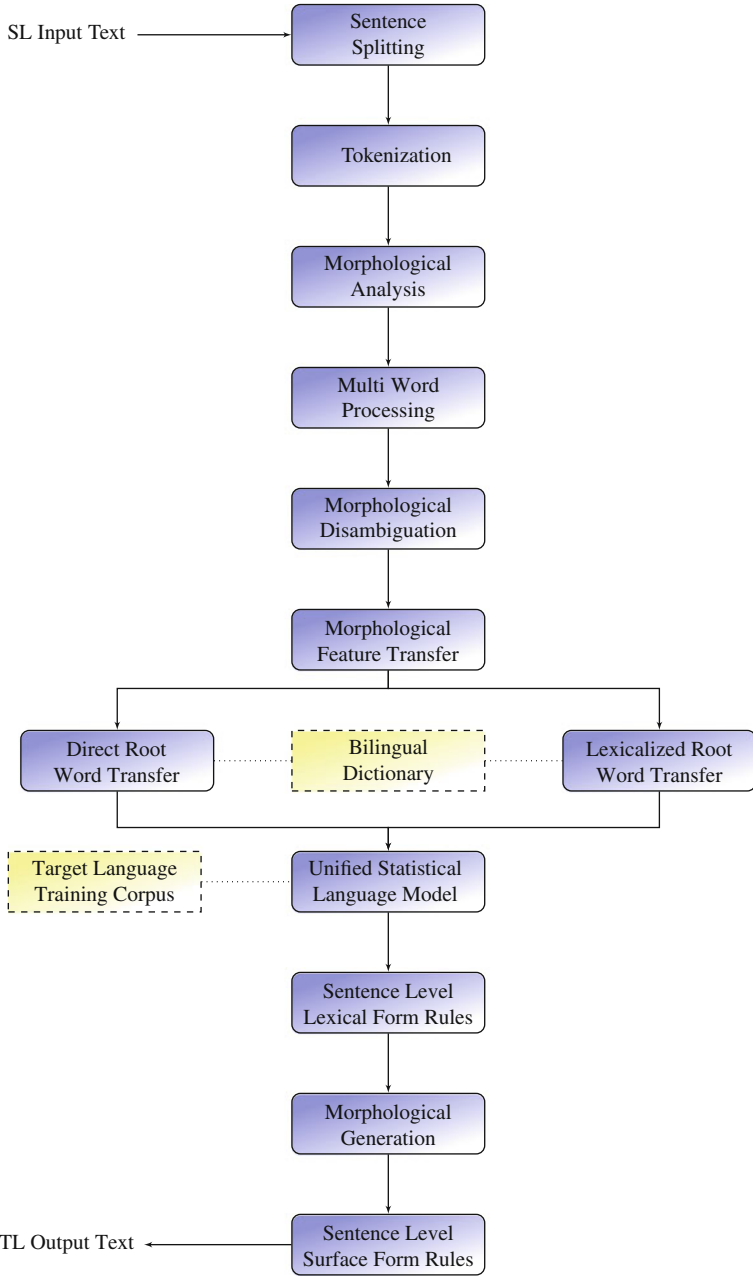 SL Input Text
Sentence
Splitting
Tokenization
Morphological
Analysis
Multi Word
Processing
Morphological
Disambiguation
Morphological
Feature Transfer
Direct Root
Word Transfer
Bilingual
Dictionary
Lexicalized Root
Word Transfer
Target Language
Training Corpus
Unified Statistical
Language Model
Sentence Level
Lexical Form Rules
Morphological
Generation
TL Output Text
Sentence Level
Surface Form Rules